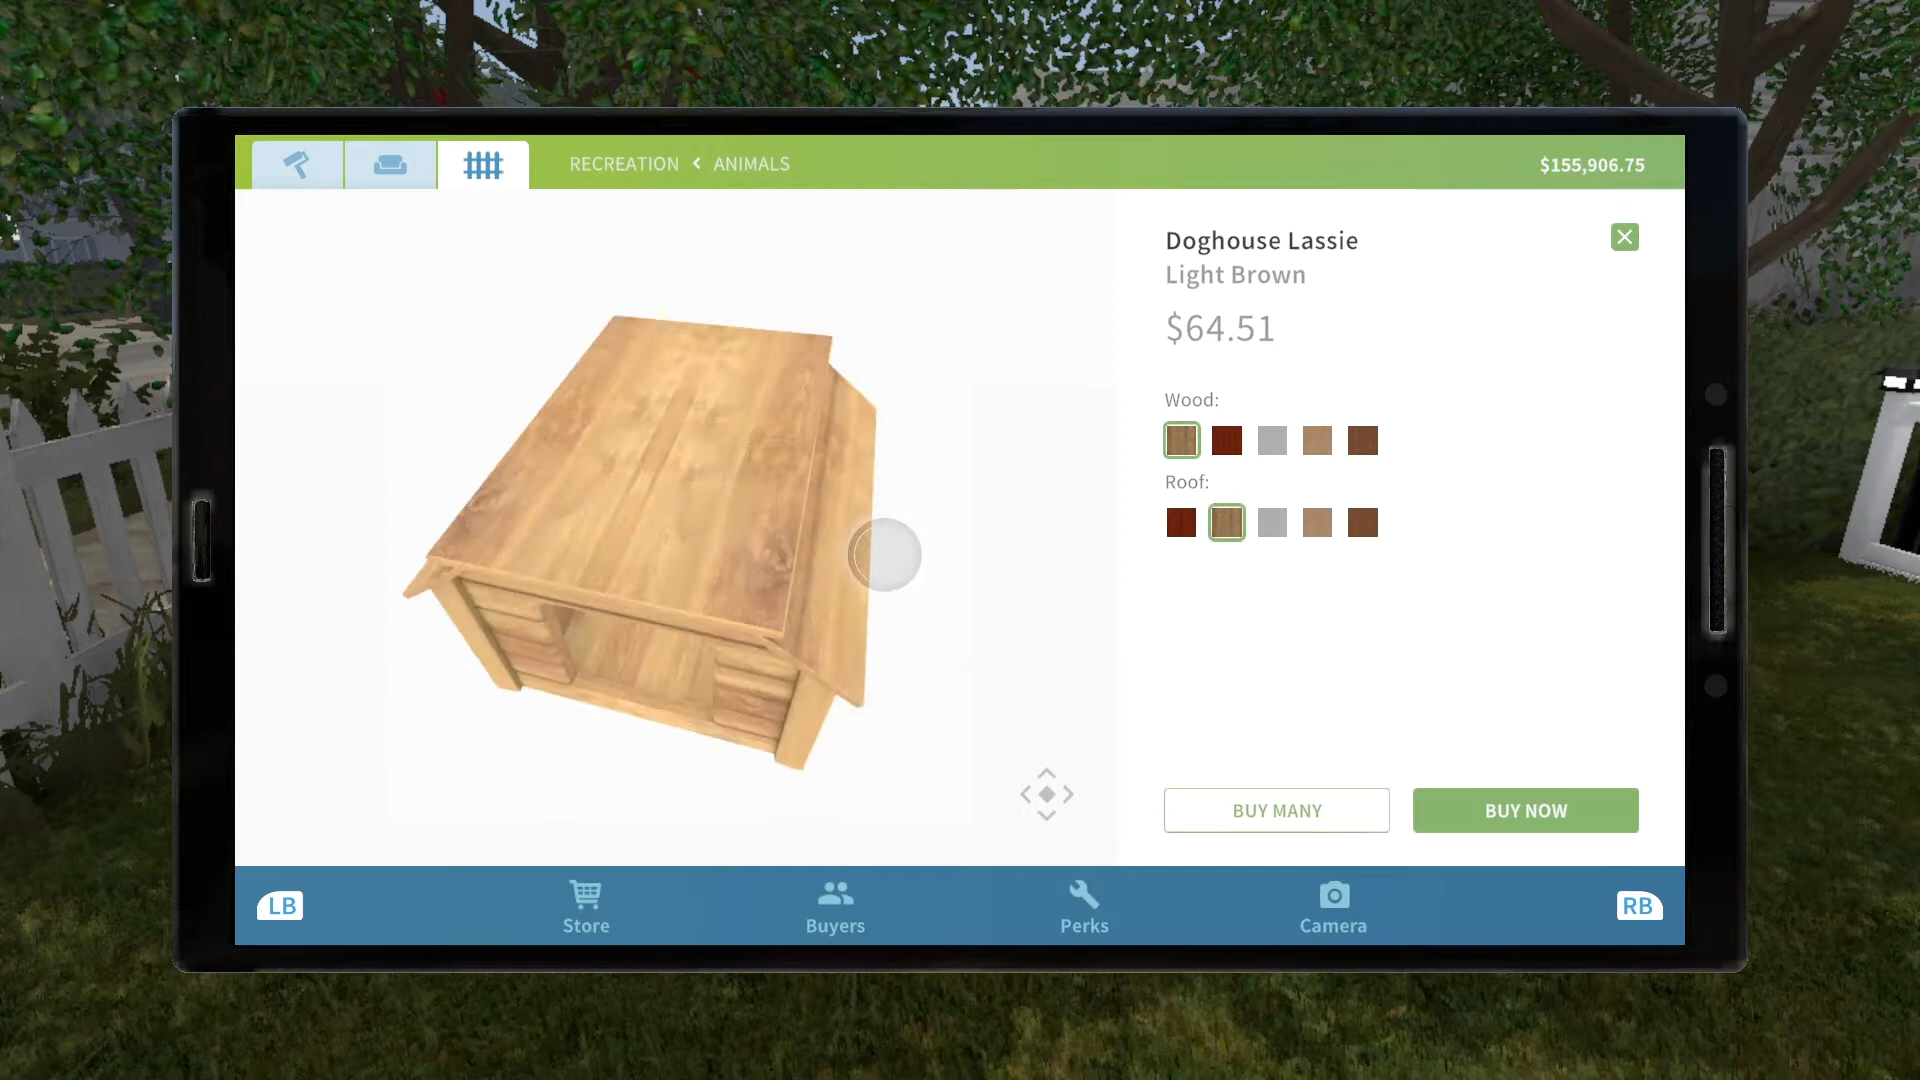 RECREATION < ANIMALS
$155,906.75
Doghouse Lassie
Light Brown
$64.51
Wood:
Roof:
BUY MANY
BUY NOW
LB
Store
Buyers
Perks
Camera
RB